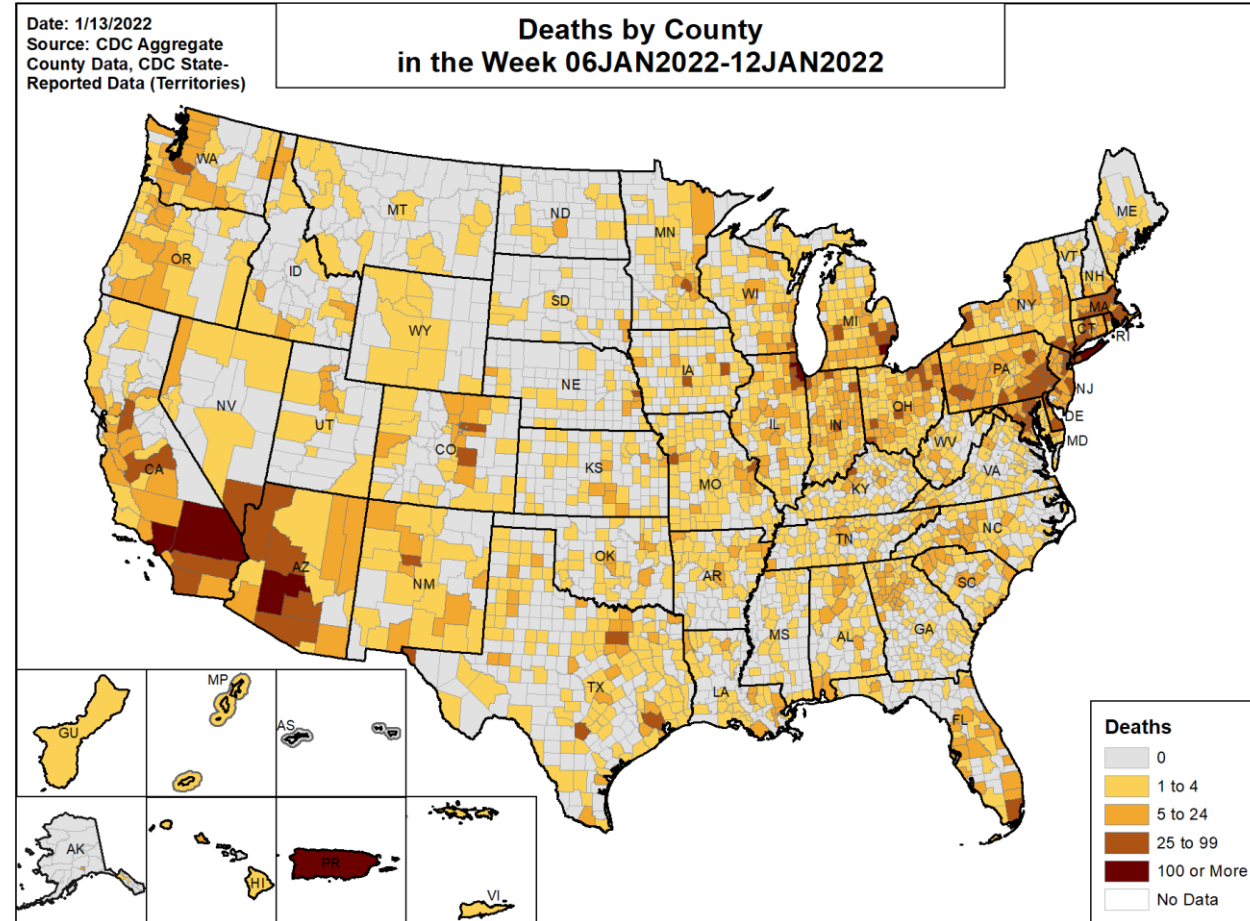 Date: 1/13/2022
Source: CDC Aggregate
County Data, CDC State-
Reported Data (Territories)
Deaths by County
in the Week 06JAN2022-12JAN2022
WA
MT
ND
MN
ME
VT
NH
OR
ID
SD
WI
MI
NY
MA
CT
RI
WY
IA
PA
NJ
NE
NV
UT
CO
IL
IN
OH
DE
MD
WV
VA
CA
KS
MO
KY
NC
TN
AZ
NM
OK
AR
SC
MS
AL
GA
TX
LA
FL
GU
MP
AS
AK
HI
PR
VI
Deaths
0
1 to 4
5 to 24
25 to 99
100 or More
No Data